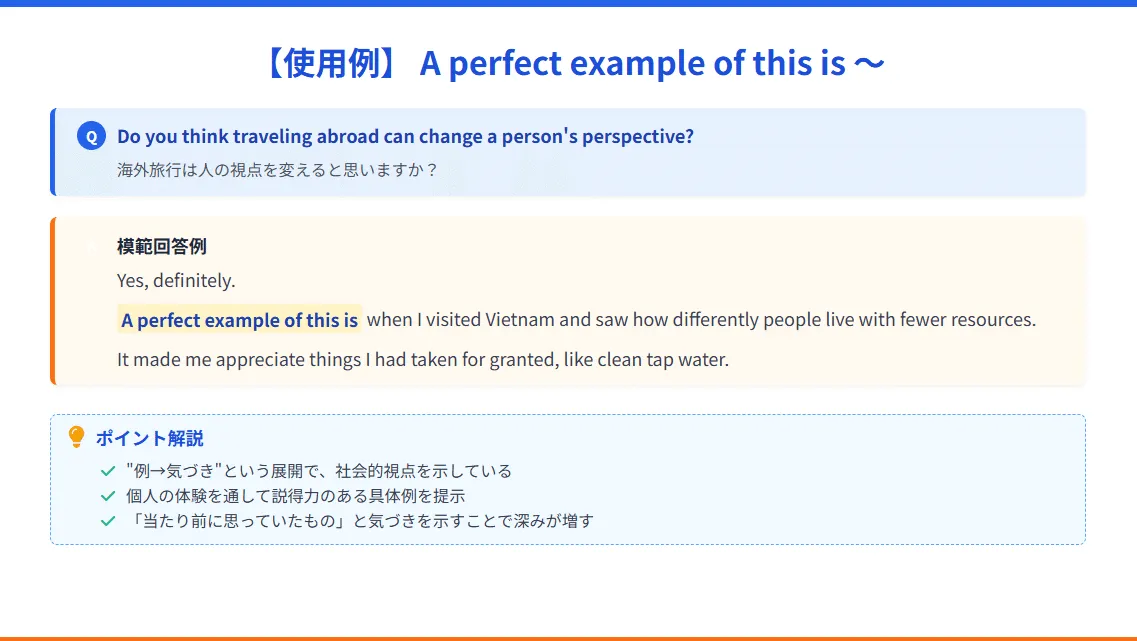 【使用例】 A perfect example of this is ～
Q Do you think traveling abroad can change a person's perspective?
海外旅行は人の視点を変えると思いますか？
模範回答例
Yes, definitely.
A perfect example of this is when I visited Vietnam and saw how differently people live with fewer resources.
It made me appreciate things I had taken for granted, like clean tap water.
ポイント解説
"例→気づき"という展開で、社会的視点を示している
個人の体験を通して説得力のある具体例を提示
「当たり前に思っていたもの」と気づきを示すことで深みが増す